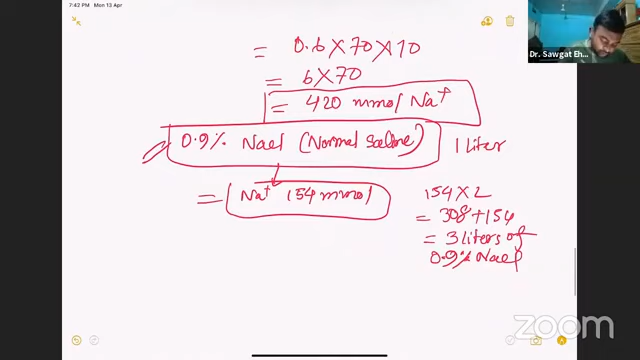 7:42 PM Mon 13 Apr
= 0.6 X 70 X 10
= 6 X 70
= 420 mmol Na+
0.9% NaCl (Normal Saline) 1 liter
= Na+ 154 mmol
154 X 2
= 308 + 154
= 3 liters of
0.9% NaCl
Dr. Sawgat Eh...
zoom